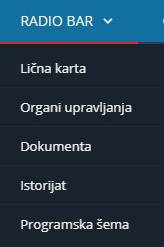 RADIO BAR
Lična karta
Organi upravljanja
Dokumenta
Istorijat
Programska šema